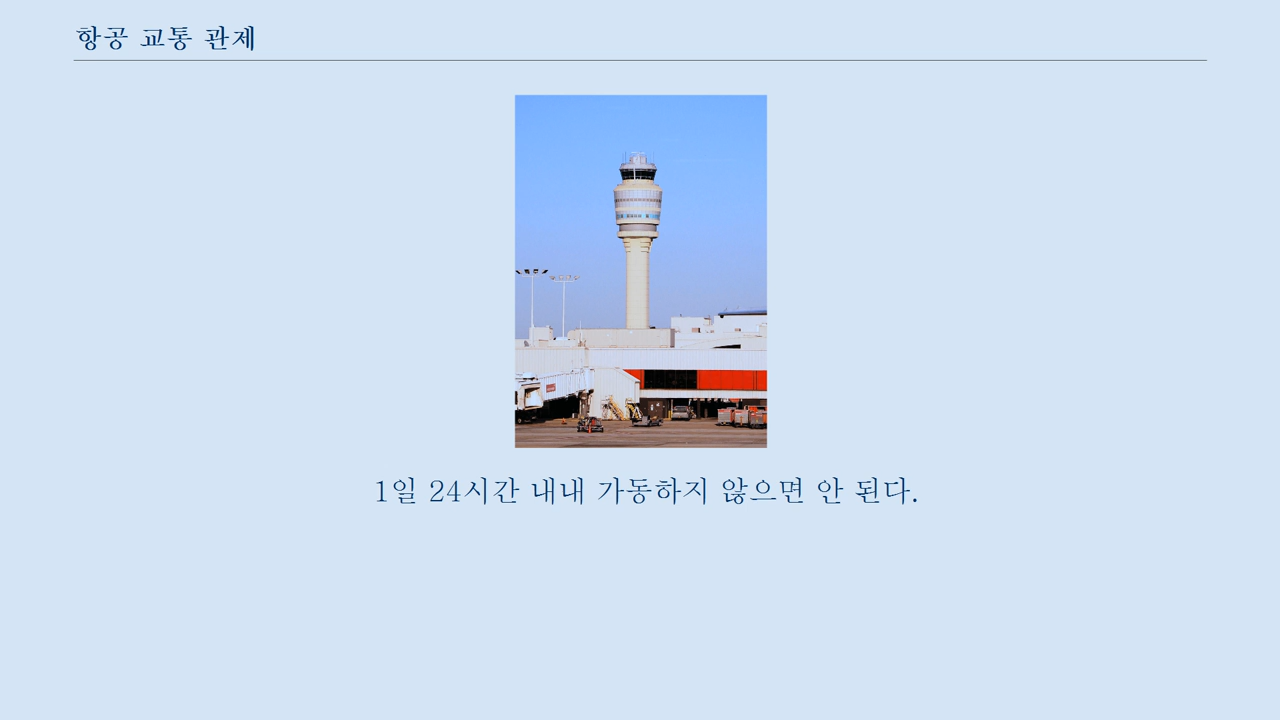 항공 교통 관제
1일 24시간 내내 가동하지 않으면 안 된다.